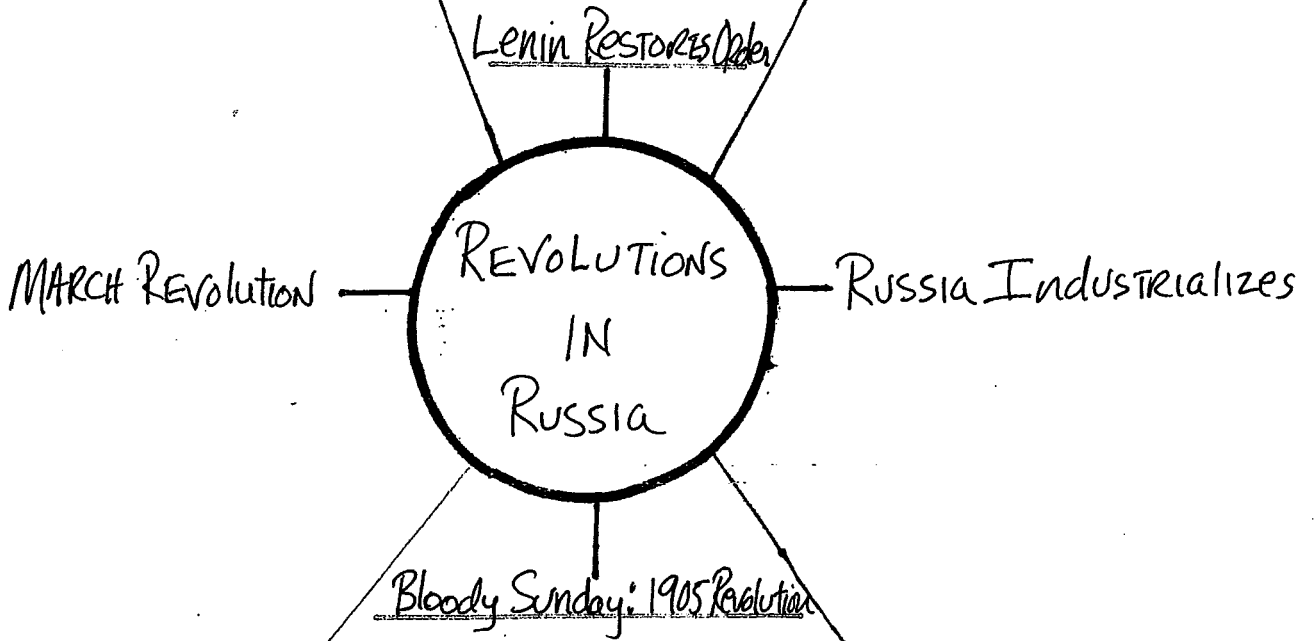 Lenin RESTORES Order
REVOLUTIONS
IN
RUSSIA
MARCH REVOLUTION
RUSSIA INDUSTRIALIZES
Bloody Sunday: 1905 Revolution